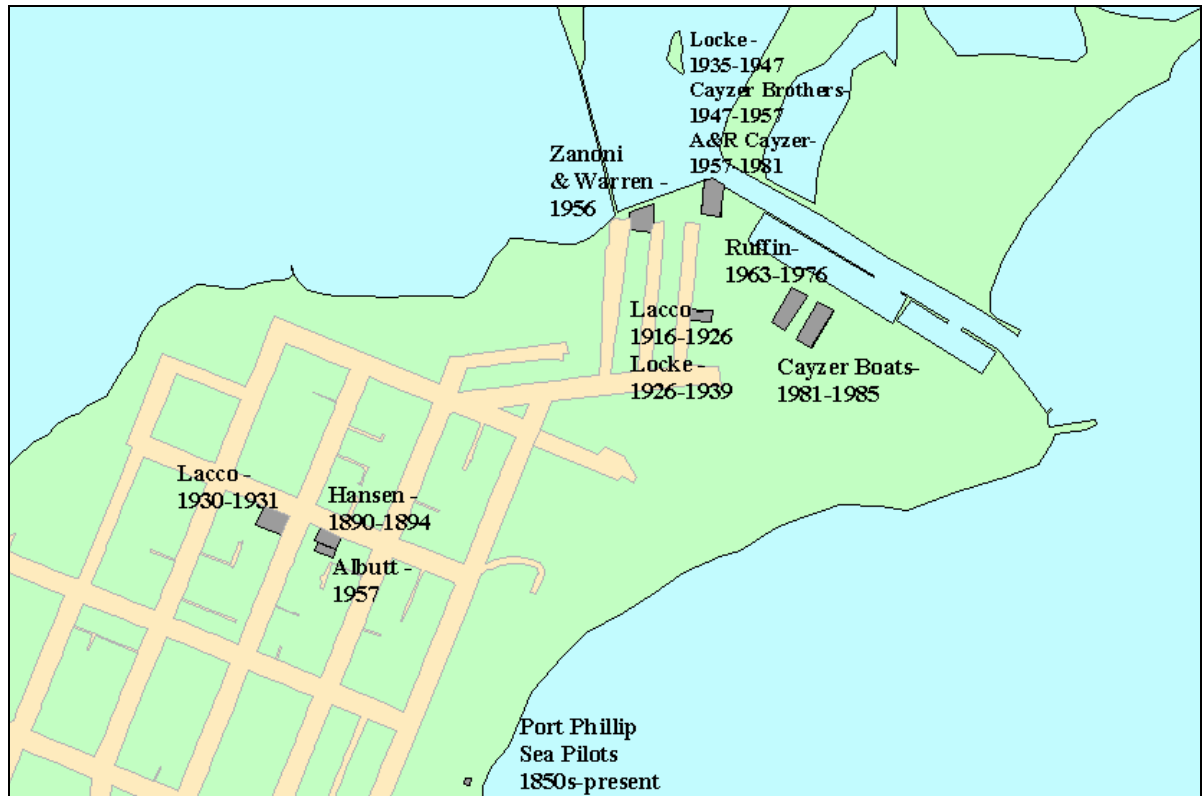 Locke -
1935-1947
Cayzer Brothers-
1947-1957
A&R Cayzer-
1957-1981
Zanoni
& Warren -
1956
Ruffin-
1963-1976
Lacco -
1916-1926
Locke -
1926-1939
Cayzer Boats-
1981-1985
Lacco -
1930-1931
Hansen -
1890-1894
Albutt -
1957
Port Phillip
Sea Pilots
1850s-present